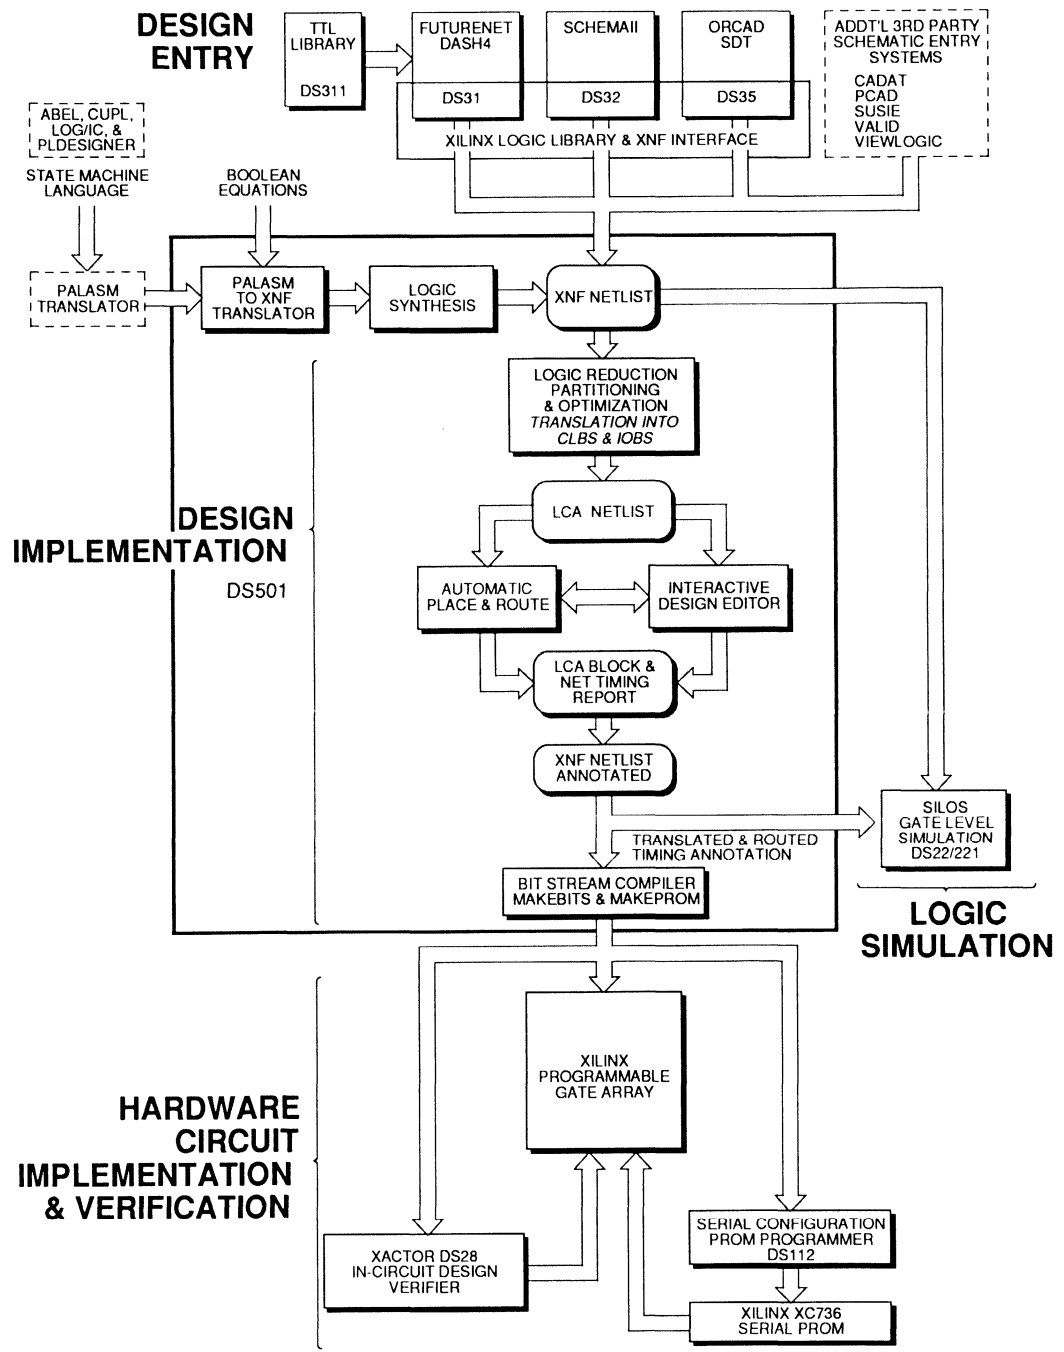 DESIGN
ENTRY
TTL
LIBRARY
DS311
FUTURENET
DASH4
DS31
SCHEMAII
DS32
ORCAD
SDT
DS35
XILINX LOGIC LIBRARY & XNF INTERFACE
ADDT'L 3RD PARTY
SCHEMATIC ENTRY
SYSTEMS
CADAT
PCAD
SUSIE
VALID
VIEWLOGIC
ABEL, CUPL,
LOG/IC, &
PLDESIGNER
STATE MACHINE
LANGUAGE
BOOLEAN
EQUATIONS
PALASM
TRANSLATOR
PALASM
TO XNF
TRANSLATOR
LOGIC
SYNTHESIS
XNF NETLIST
LOGIC REDUCTION
PARTITIONING
& OPTIMIZATION
TRANSLATION INTO
CLBS & IOBS
DESIGN
IMPLEMENTATION
DS501
LCA NETLIST
AUTOMATIC
PLACE & ROUTE
INTERACTIVE
DESIGN EDITOR
LCA BLOCK &
NET TIMING
REPORT
XNF NETLIST
ANNOTATED
TRANSLATED & ROUTED
TIMING ANNOTATION
SILOS
GATE LEVEL
SIMULATION
DS22/221
LOGIC
SIMULATION
BIT STREAM COMPILER
MAKEBITS & MAKEPROM
XILINX
PROGRAMMABLE
GATE ARRAY
HARDWARE
CIRCUIT
IMPLEMENTATION
& VERIFICATION
XACTOR DS28
IN-CIRCUIT DESIGN
VERIFIER
SERIAL CONFIGURATION
PROM PROGRAMMER
DS112
XILINX XC736
SERIAL PROM